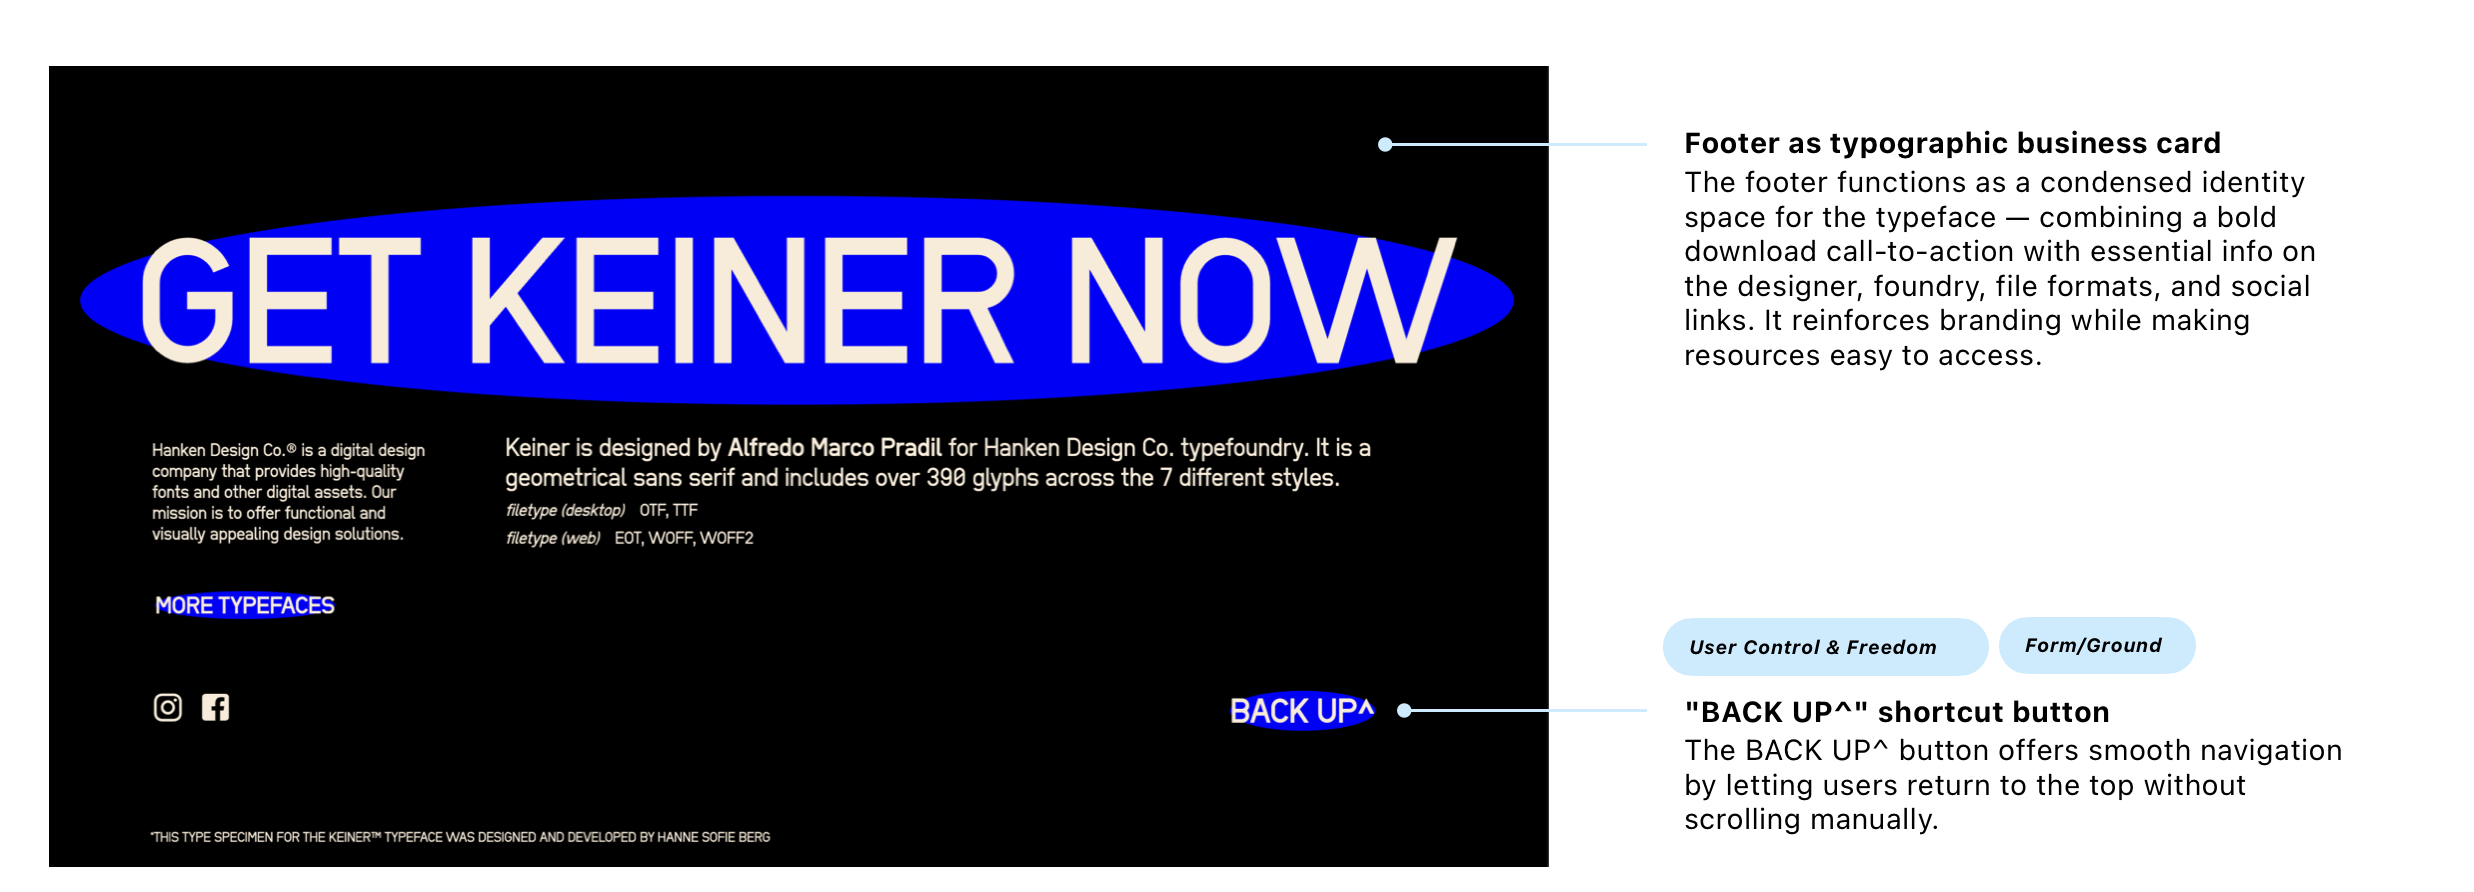 GET KEINER NOW
Hanken Design Co.® is a digital design
company that provides high-quality
fonts and other digital assets. Our
mission is to offer functional and
visually appealing design solutions.
MORE TYPEFACES
Keiner is designed by Alfredo Marco Pradil for Hanken Design Co. typefoundry. It is a
geometrical sans serif and includes over 390 glyphs across the 7 different styles.
filetype (desktop) OTF, TTF
filetype (web) EOT, WOFF, WOFF2
BACK UP^
*THIS TYPE SPECIMEN FOR THE KEINER™ TYPEFACE WAS DESIGNED AND DEVELOPED BY HANNE SOFIE BERG
Footer as typographic business card
The footer functions as a condensed identity
space for the typeface — combining a bold
download call-to-action with essential info on
the designer, foundry, file formats, and social
links. It reinforces branding while making
resources easy to access.
User Control & Freedom
Form/Ground
"BACK UP^" shortcut button
The BACK UP^ button offers smooth navigation
by letting users return to the top without
scrolling manually.